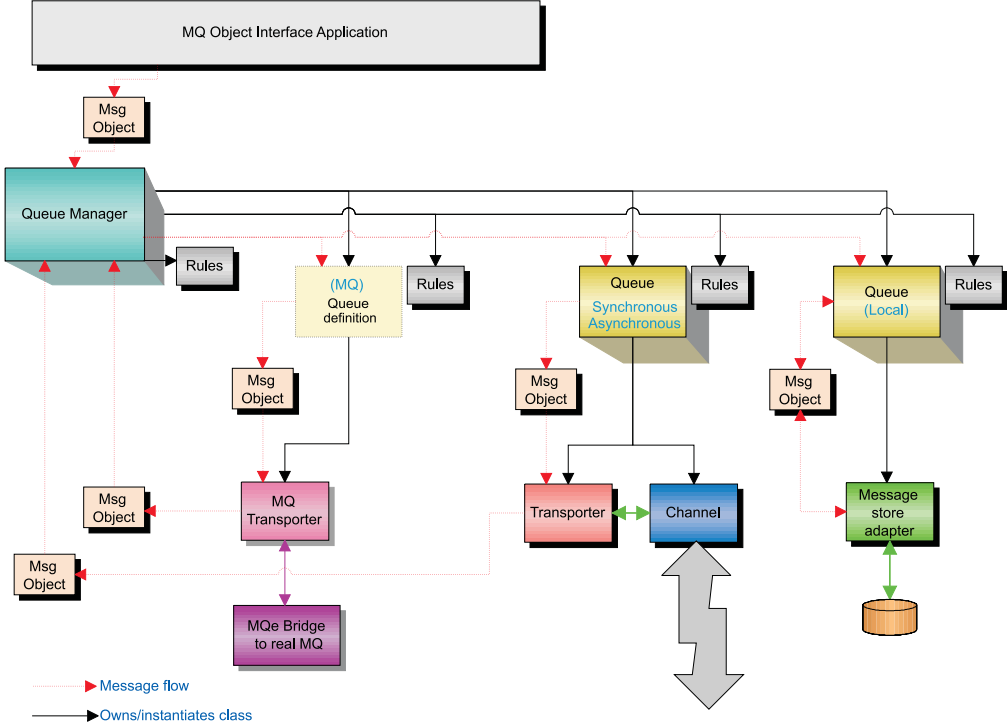 MQ Object Interface Application
Msg
Object
Queue Manager
Rules
(MQ)
Queue
definition
Rules
Queue
Synchronous
Asynchronous
Rules
Queue
(Local)
Rules
Msg
Object
Msg
Object
Msg
Object
Msg
Object
MQ
Transporter
Transporter
Channel
Message
store
adapter
Msg
Object
MQe Bridge
to real MQ
Message flow
Owns/instantiates class